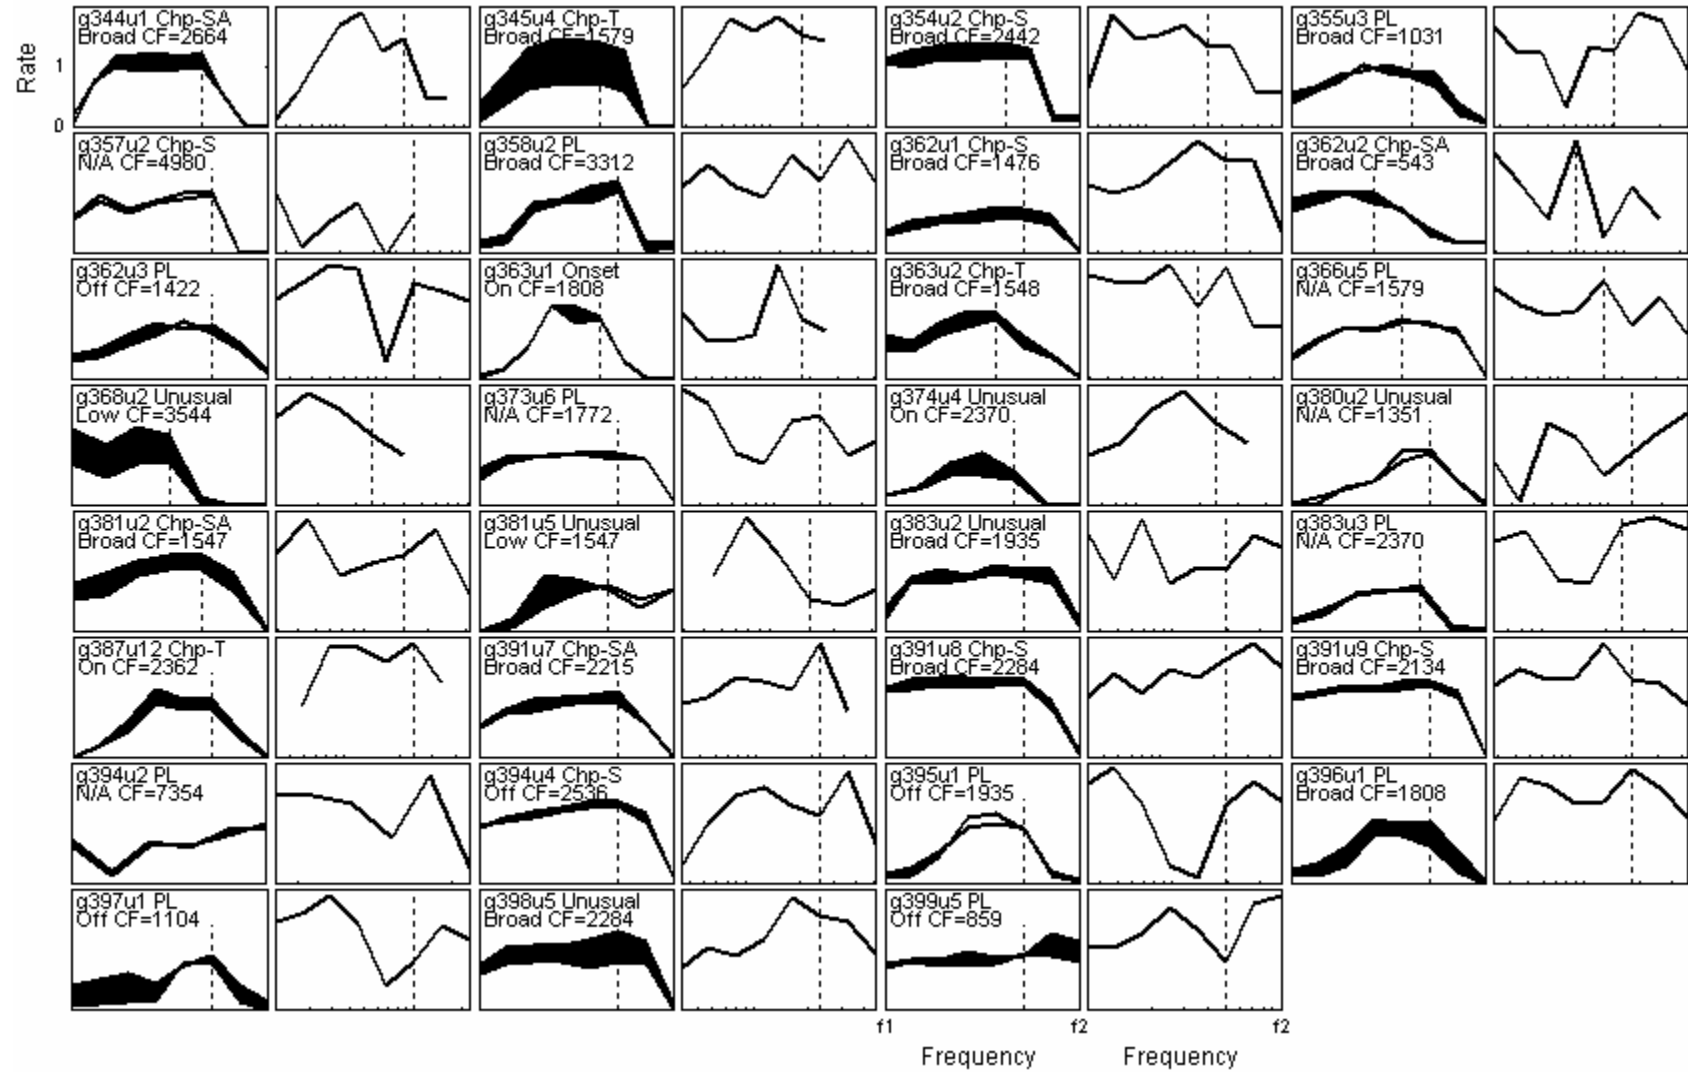 Rate
1
0
g344u1 Chp-SA
Broad CF=2664
g345u4 Chp-T
Broad CF=1579
g354u2 Chp-S
Broad CF=2442
g355u3 PL
Broad CF=1031
g357u2 Chp-S
N/A CF=4980
g358u2 PL
Broad CF=3312
g362u1 Chp-S
Broad CF=1476
g362u2 Chp-SA
Broad CF=543
g362u3 PL
Off CF=1422
g363u1 Onset
On CF=1808
g363u2 Chp-T
Broad CF=1548
g366u5 PL
N/A CF=1579
g368u2 Unusual
Low CF=3544
g373u6 PL
N/A CF=1772
g374u4 Unusual
On CF=2370
g380u2 Unusual
N/A CF=1351
g381u2 Chp-SA
Broad CF=1547
g381u5 Unusual
Low CF=1547
g383u2 Unusual
Broad CF=1935
g383u3 PL
N/A CF=2370
g387u12 Chp-T
On CF=2362
g391u7 Chp-SA
Broad CF=2215
g391u8 Chp-S
Broad CF=2284
g391u9 Chp-S
Broad CF=2134
g394u2 PL
N/A CF=7354
g394u4 Chp-S
Off CF=2536
g395u1 PL
Off CF=1935
g396u1 PL
Broad CF=1808
g397u1 PL
Off CF=1104
g398u5 Unusual
Broad CF=2284
g399u5 PL
Off CF=859
f1 f2 f2
Frequency Frequency